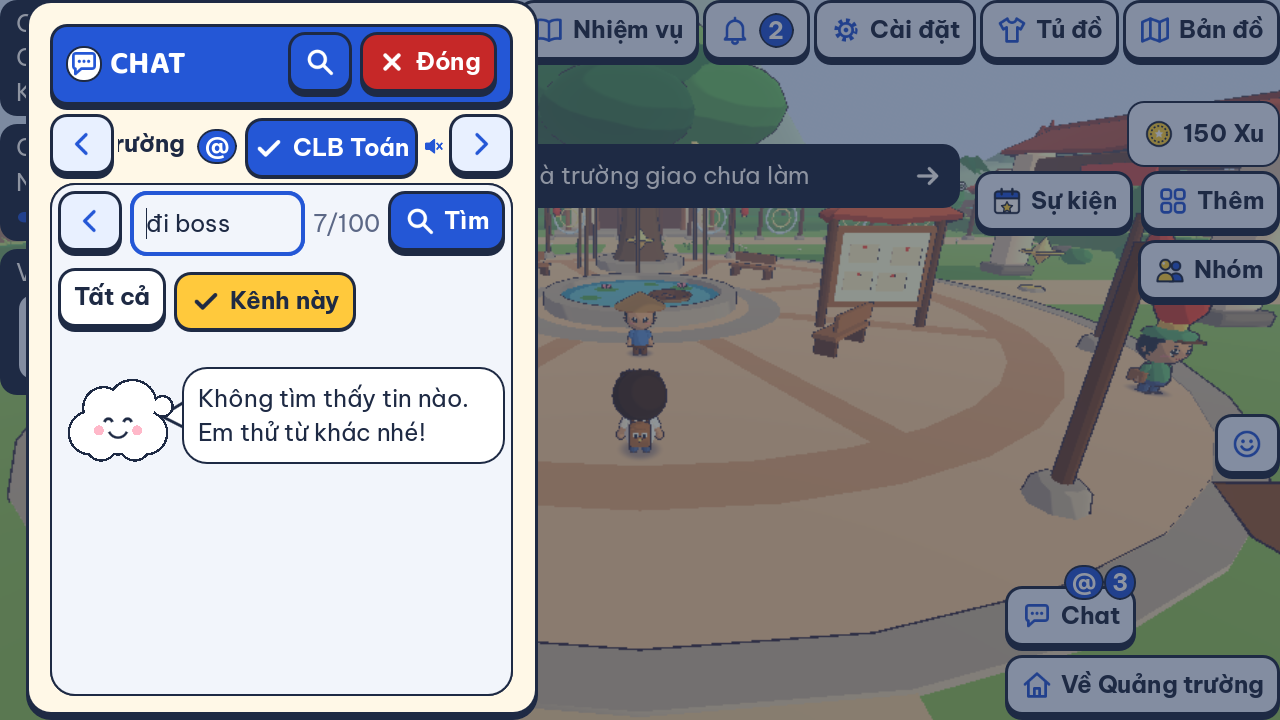 CHAT
Đóng
rường
@
CLB Toán
đi boss
7/100
Tìm
Tất cả
Kênh này
Không tìm thấy tin nào.
Em thử từ khác nhé!
Nhiệm vụ
2
Cài đặt
Tủ đồ
Bản đồ
150 Xu
à trường giao chưa làm
Sự kiện
Thêm
Nhóm
@
3
Chat
Về Quảng trường